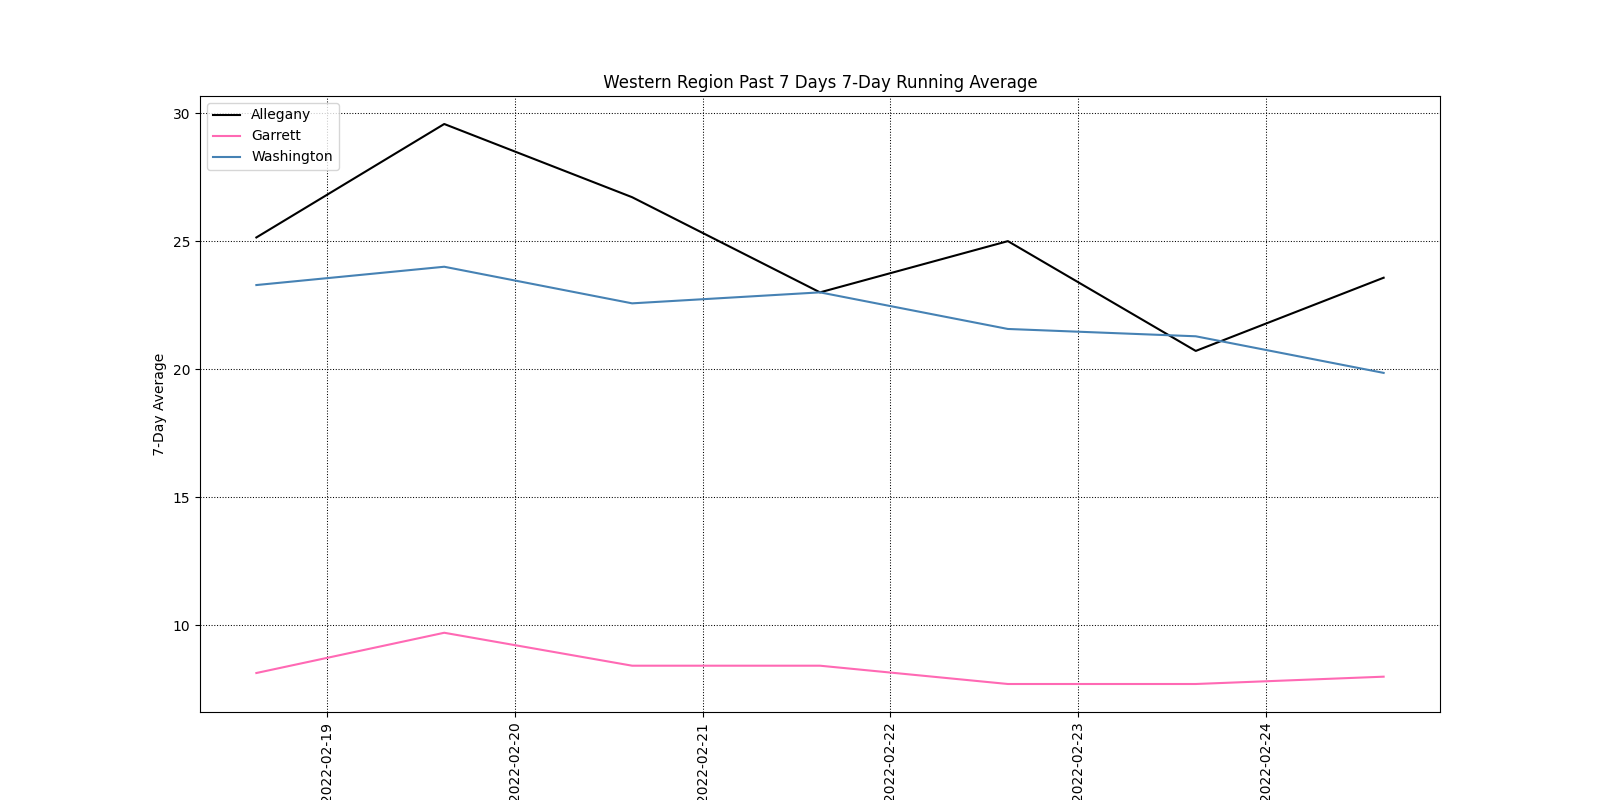 Western Region Past 7 Days 7-Day Running Average
Allegany
Garrett
Washington
7-Day Average
30
25
20
15
10
2022-02-19
2022-02-20
2022-02-21
2022-02-22
2022-02-23
2022-02-24